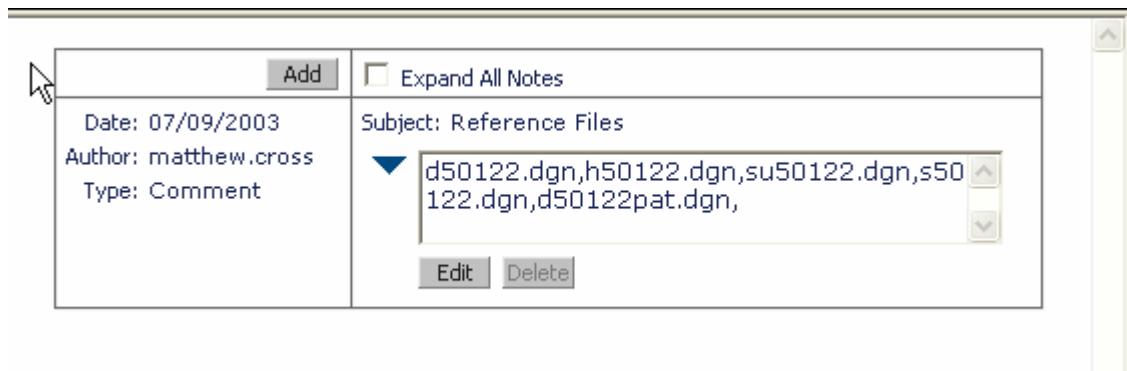 Add
Expand All Notes
Date: 07/09/2003
Author: matthew.cross
Type: Comment
Subject: Reference Files
d50122.dgn,h50122.dgn,su50122.dgn,s50
122.dgn,d50122pat.dgn,
Edit
Delete